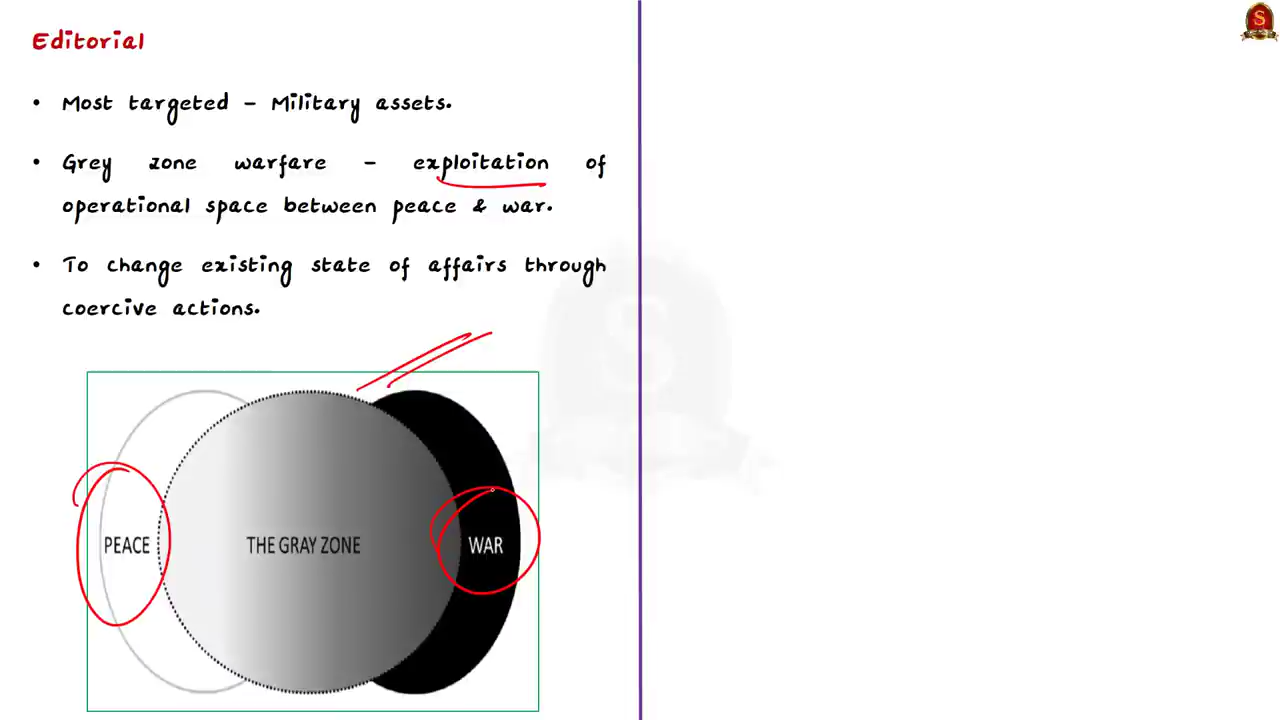 Editorial
• Most targeted - Military assets.
• Grey zone warfare - exploitation of
operational space between peace & war.
• To change existing state of affairs through
coercive actions.
PEACE
THE GRAY ZONE
WAR
S
S